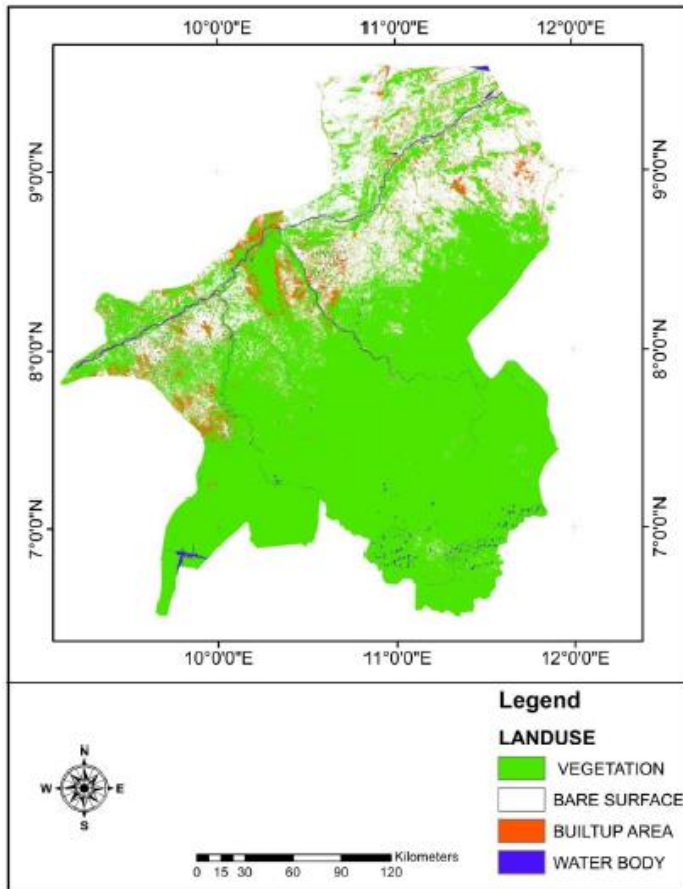 10°0'0"E 11°0'0"E 12°0'0"E
9°0'0"N 9°0'0"N
8°0'0"N 8°0'0"N
7°0'0"N 7°0'0"N
10°0'0"E 11°0'0"E 12°0'0"E
Legend
LANDUSE
VEGETATION
BARE SURFACE
BUILTUP AREA
WATER BODY
N
W E
S
Kilometers
0 15 30 60 90 120